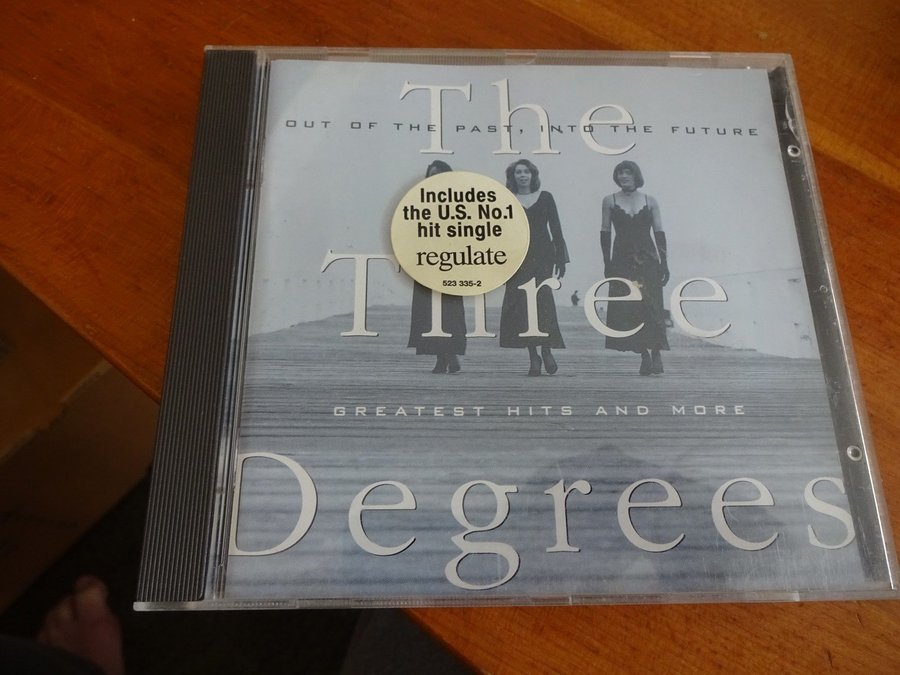 The
OUT OF THE PAST, INTO THE FUTURE
Includes
the U.S. No.1
hit single
regulate
523 335-2
Three
GREATEST HITS AND MORE
Degrees